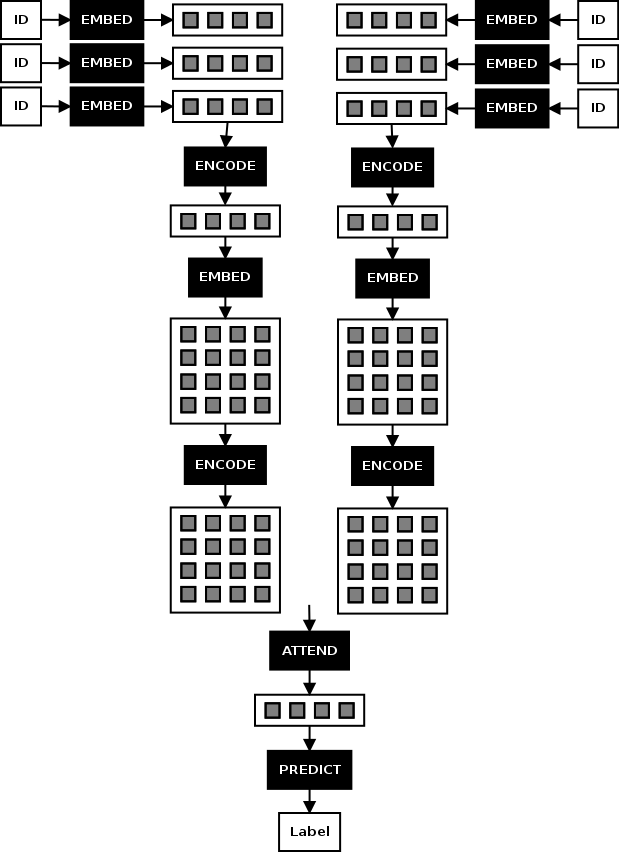 ID EMBED EMBED ID
ID EMBED EMBED ID
ID EMBED EMBED ID
ENCODE ENCODE
EMBED EMBED
ENCODE ENCODE
ATTEND
PREDICT
Label